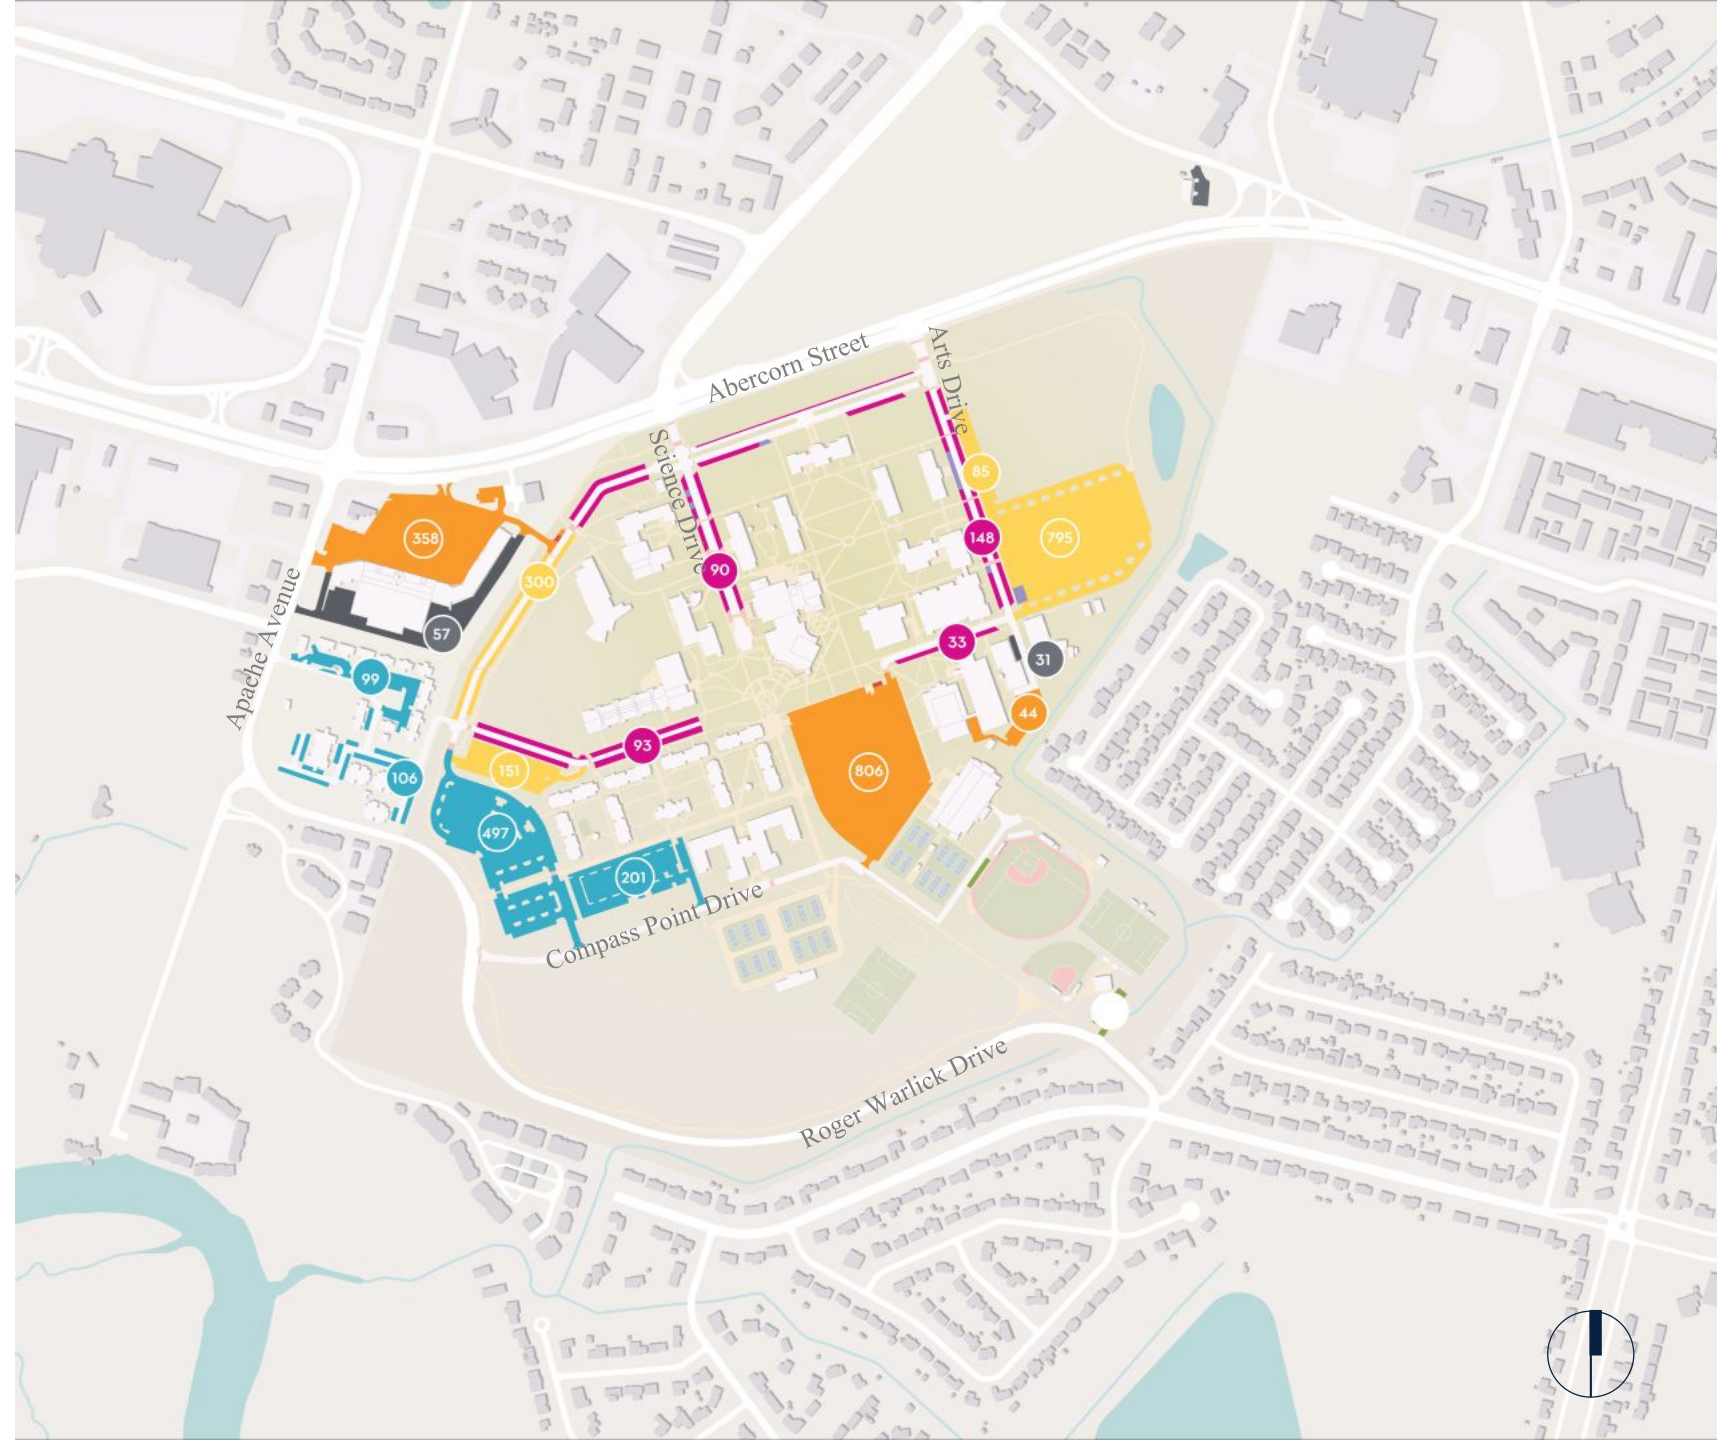 Abercorn Street
Arts Drive
Science Drive
85
358
148
795
90
300
57
33
31
Apache Avenue
99
44
93
151
806
106
497
201
Compass Point Drive
Roger Warlick Drive